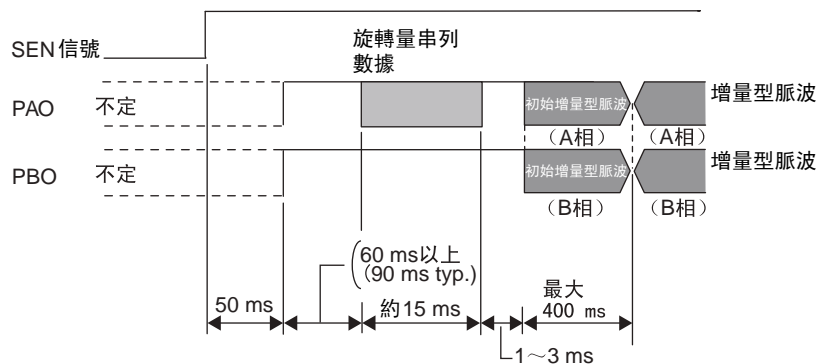 SEN信號
旋轉量串列
數據
PAO 不定 初始增量型脈波 增量型脈波
(A相) (A相)
PBO 不定 初始增量型脈波 增量型脈波
(B相) (B相)
60 ms以上
(90 ms typ.)
50 ms 約15 ms 最大
400 ms
1～3 ms